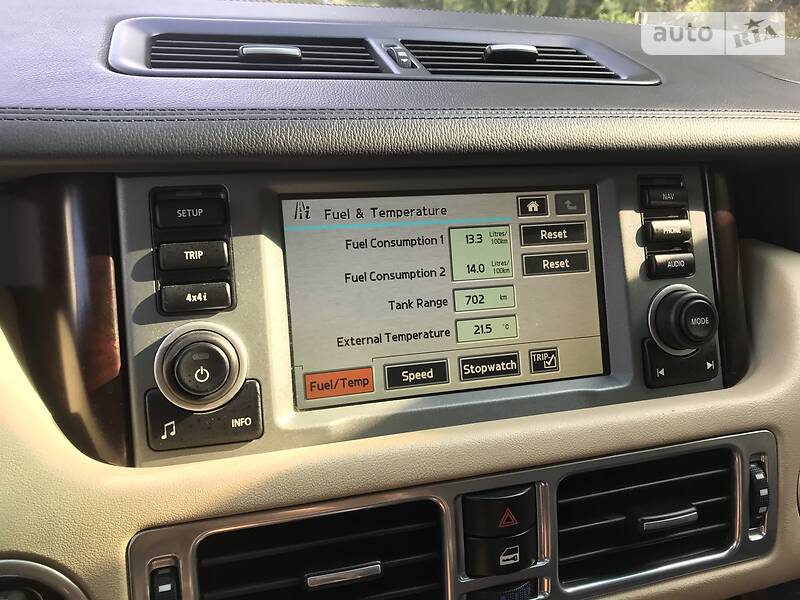 auto RIA
SETUP
TRIP
4x4i
INFO
i Fuel & Temperature
Fuel Consumption 1 13.3 Litres/100km Reset
Fuel Consumption 2 14.0 Litres/100km Reset
Tank Range 702 km
External Temperature 21.5 °C
Fuel/Temp Speed Stopwatch TRIP
NAV
PHONE
AUDIO
MODE